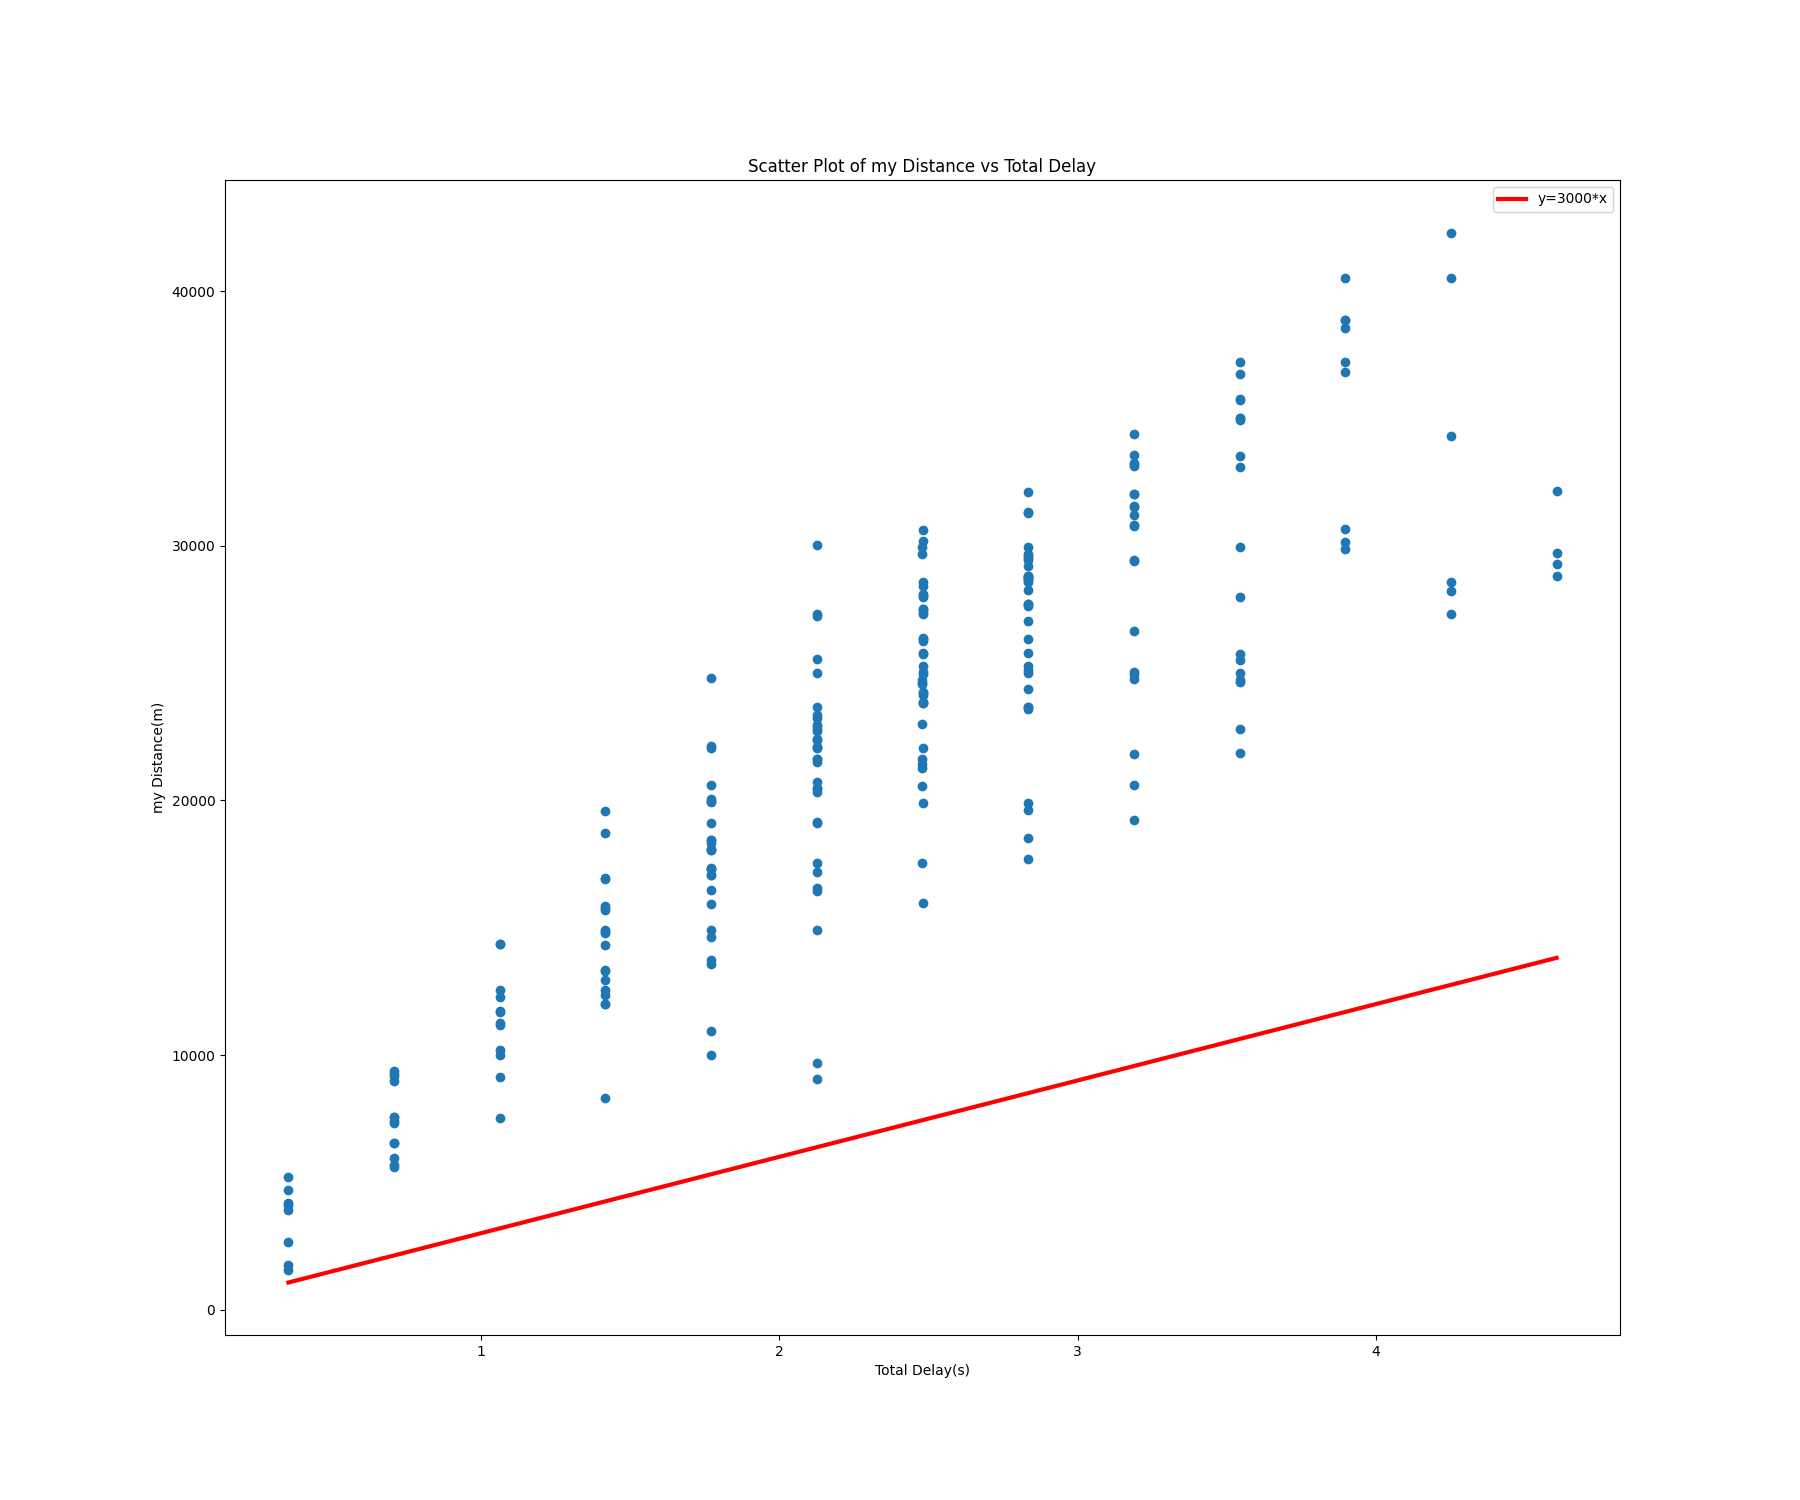 Scatter Plot of my Distance vs Total Delay
y=3000*x
40000
30000
20000
10000
0
my Distance(m)
1 2 3 4
Total Delay(s)